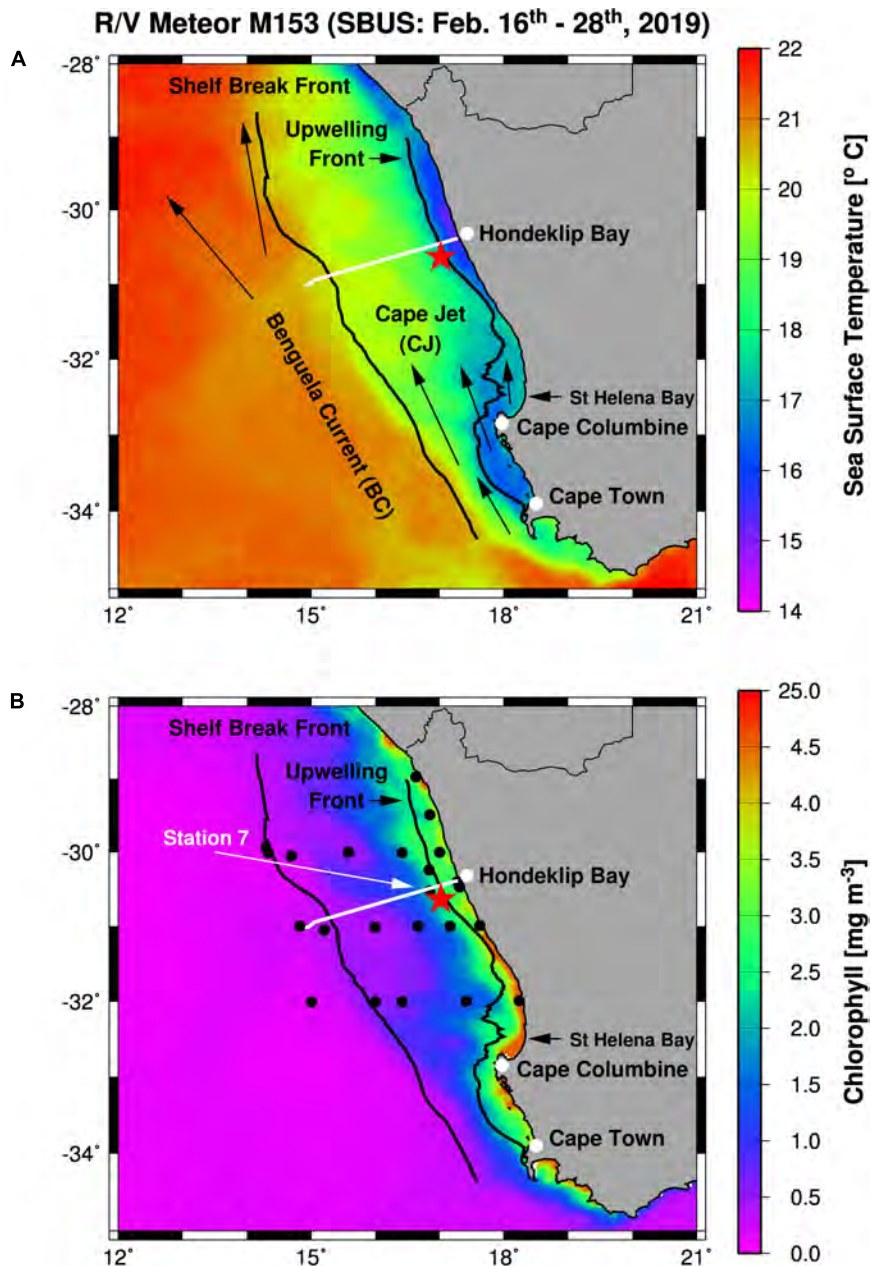 R/V Meteor M153 (SBUS: Feb. 16th - 28th, 2019)
A
-28˚
-30˚
-32˚
-34˚
12˚
15˚
18˚
21˚
Shelf Break Front
Upwelling
Front
Hondeklip Bay
Cape Jet
(CJ)
Benguela Current (BC)
St Helena Bay
Cape Columbine
Cape Town
22
21
20
19
18
17
16
15
14
Sea Surface Temperature [º C]
B
-28˚
-30˚
-32˚
-34˚
12˚
15˚
18˚
21˚
Shelf Break Front
Upwelling
Front
Station 7
Hondeklip Bay
St Helena Bay
Cape Columbine
Cape Town
25.0
4.5
4.0
3.5
3.0
2.5
2.0
1.5
1.0
0.5
0.0
Chlorophyll [mg m-3]